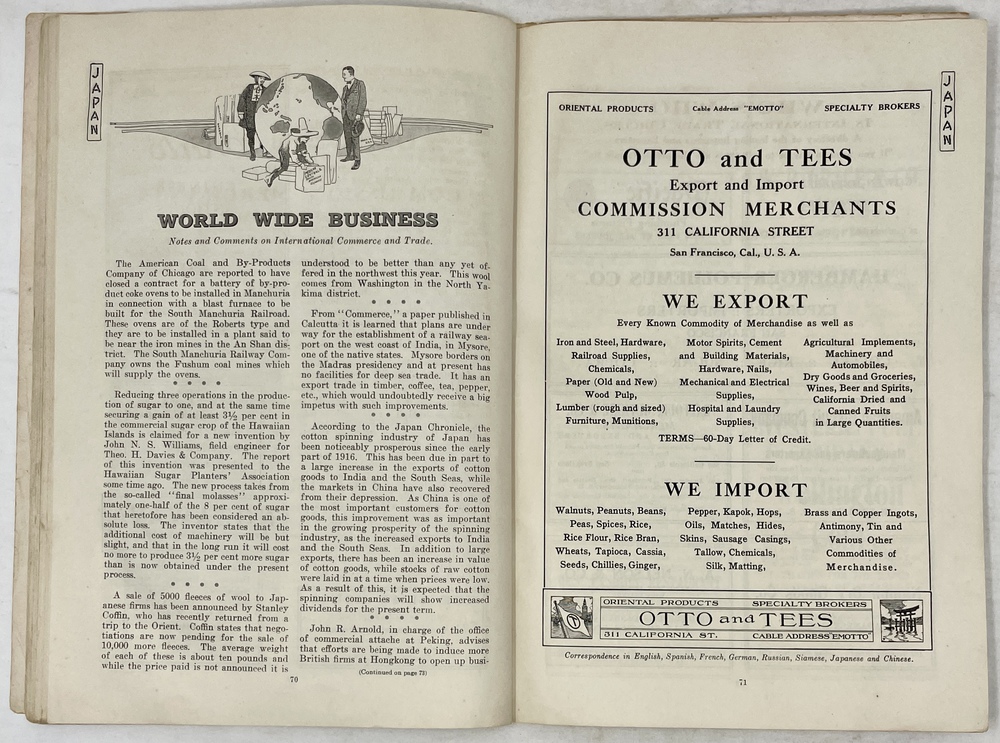 JAPAN
WORLD WIDE BUSINESS
Notes and Comments on International Commerce and Trade.
The American Coal and By-Products
Company of Chicago are reported to have
closed a contract for a battery of by-pro-
duct coke ovens to be installed in Manchuria
in connection with a blast furnace to be
built for the South Manchuria Railroad.
These ovens are of the Roberts type and
they are to be installed in a plant said to
be near the iron mines in the An Shan dis-
trict. The South Manchuria Railway Com-
pany owns the Fushum coal mines which
will supply the ovens.
* * * *
Reducing three operations in the produc-
tion of sugar to one, and at the same time
securing a gain of at least 3½ per cent in
the commercial sugar crop of the Hawaiian
Islands is claimed for a new invention by
John N. S. Williams, field engineer for
Theo. H. Davies & Company. The report
of this invention was presented to the
Hawaiian Sugar Planters' Association
some time ago. The new process takes from
the so-called "final molasses" approxi-
mately one-half of the 8 per cent of sugar
that heretofore has been considered an ab-
solute loss. The inventor states that the
additional cost of machinery will be but
slight, and that in the long run it will cost
no more to produce 3½ per cent more sugar
than is now obtained under the present
process.
* * * *
A sale of 5000 fleeces of wool to Jap-
anese firms has been announced by Stanley
Coffin, who has recently returned from a
trip to the Orient. Coffin states that nego-
tiations are now pending for the sale of
10,000 more fleeces. The average weight
of each of these is about ten pounds and
while the price paid is not announced it is
understood to be better than any yet of-
fered in the northwest this year. This wool
comes from Washington in the North Ya-
kima district.
* * * *
From "Commerce," a paper published in
Calcutta it is learned that plans are under
way for the establishment of a railway sea-
port on the west coast of India, in Mysore,
one of the native states. Mysore borders on
the Madras presidency and at present has
no facilities for deep sea trade. It has an
export trade in timber, coffee, tea, pepper,
etc., which would undoubtedly receive a big
impetus with such improvements.
* * * *
According to the Japan Chronicle, the
cotton spinning industry of Japan has
been noticeably prosperous since the early
part of 1916. This has been due in part to
a large increase in the exports of cotton
goods to India and the South Seas, while
the markets in China have also recovered
from their depression. As China is one of
the most important customers for cotton
goods, this improvement was as important
in the growing prosperity of the spinning
industry, as the increased exports to India
and the South Seas. In addition to large
exports, there has been an increase in value
of cotton goods, while stocks of raw cotton
were laid in at a time when prices were low.
As a result of this, it is expected that the
spinning companies will show increased
dividends for the present term.
* * * *
John R. Arnold, in charge of the office
of commercial attache at Peking, advises
that efforts are being made to induce more
British firms at Hongkong to open up busi-
(Continued on page 73)
70
JAPAN
ORIENTAL PRODUCTS Cable Address "EMOTTO" SPECIALTY BROKERS
OTTO and TEES
Export and Import
COMMISSION MERCHANTS
311 CALIFORNIA STREET
San Francisco, Cal., U. S. A.
WE EXPORT
Every Known Commodity of Merchandise as well as
Iron and Steel, Hardware,
Railroad Supplies,
Chemicals,
Paper (Old and New)
Wood Pulp,
Lumber (rough and sized)
Furniture, Munitions,
Motor Spirits, Cement
and Building Materials,
Hardware, Nails,
Mechanical and Electrical
Supplies,
Hospital and Laundry
Supplies,
Agricultural Implements,
Machinery and
Automobiles,
Dry Goods and Groceries,
Wines, Beer and Spirits,
California Dried and
Canned Fruits
in Large Quantities.
TERMS—60-Day Letter of Credit.
WE IMPORT
Walnuts, Peanuts, Beans,
Peas, Spices, Rice,
Rice Flour, Rice Bran,
Wheats, Tapioca, Cassia,
Seeds, Chillies, Ginger,
Pepper, Kapok, Hops,
Oils, Matches, Hides,
Skins, Sausage Casings,
Tallow, Chemicals,
Silk, Matting,
Brass and Copper Ingots,
Antimony, Tin and
Various Other
Commodities of
Merchandise.
ORIENTAL PRODUCTS SPECIALTY BROKERS
OTTO and TEES
311 CALIFORNIA ST. CABLE ADDRESS "EMOTTO"
Correspondence in English, Spanish, French, German, Russian, Siamese, Japanese and Chinese.
71